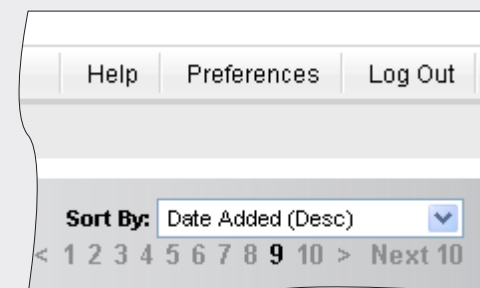 Help Preferences Log Out
Sort By: Date Added (Desc)
< 1 2 3 4 5 6 7 8 9 10 > Next 10